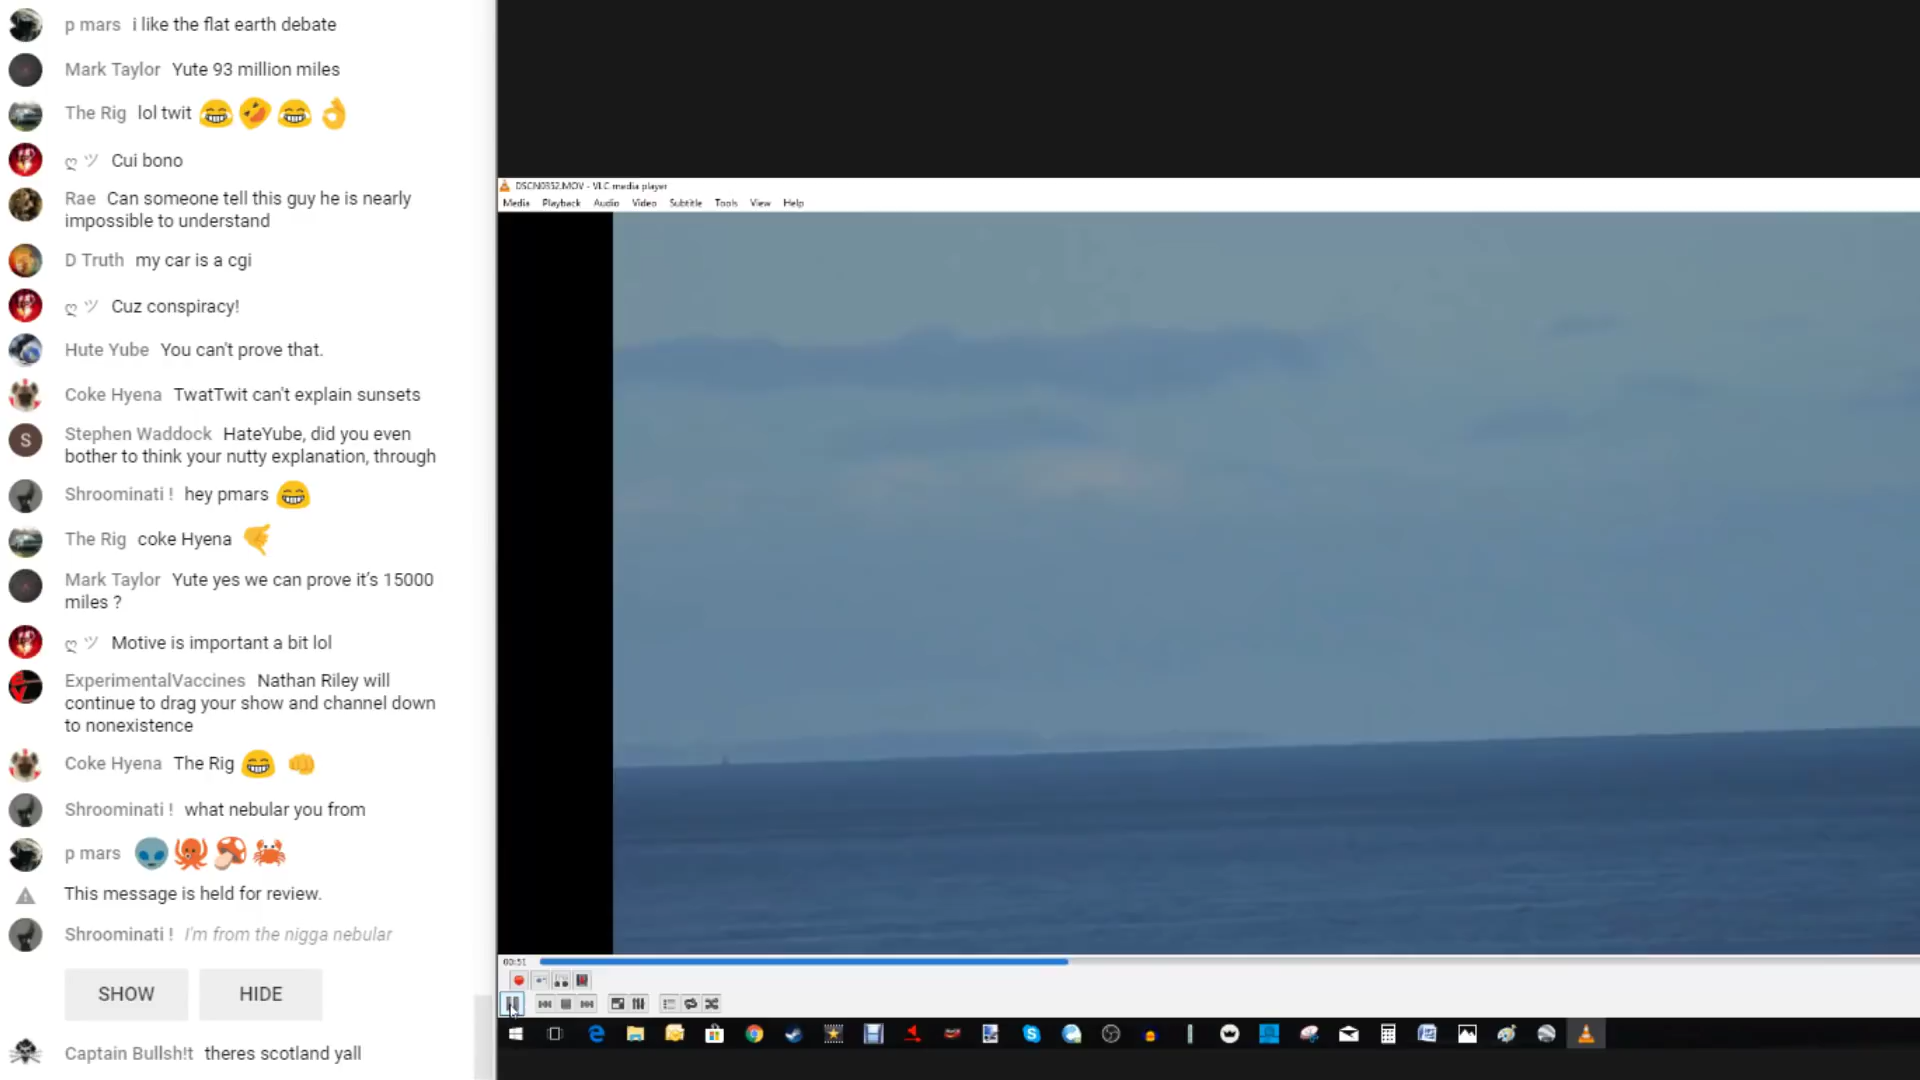 p mars i like the flat earth debate
Mark Taylor Yute 93 million miles
The Rig lol twit 😂 🤣 😂 👌
ღ ツ Cui bono
Rae Can someone tell this guy he is nearly
impossible to understand
D Truth my car is a cgi
ღ ツ Cuz conspiracy!
Hute Yube You can't prove that.
Coke Hyena TwatTwit can't explain sunsets
S
Stephen Waddock HateYube, did you even
bother to think your nutty explanation, through
Shroominati ! hey pmars 😂
The Rig coke Hyena 🤙
Mark Taylor Yute yes we can prove it's 15000
miles ?
ღ ツ Motive is important a bit lol
ExperimentalVaccines Nathan Riley will
continue to drag your show and channel down
to nonexistence
Coke Hyena The Rig 😂 👊
Shroominati ! what nebular you from
p mars 👽 🐙 🍄 🦀
This message is held for review.
Shroominati ! I'm from the nigga nebular
SHOW HIDE
Captain Bullsh!t theres scotland yall
DSCN0352.MOV - VLC media player
Media Playback Audio Video Subtitle Tools View Help
00:51